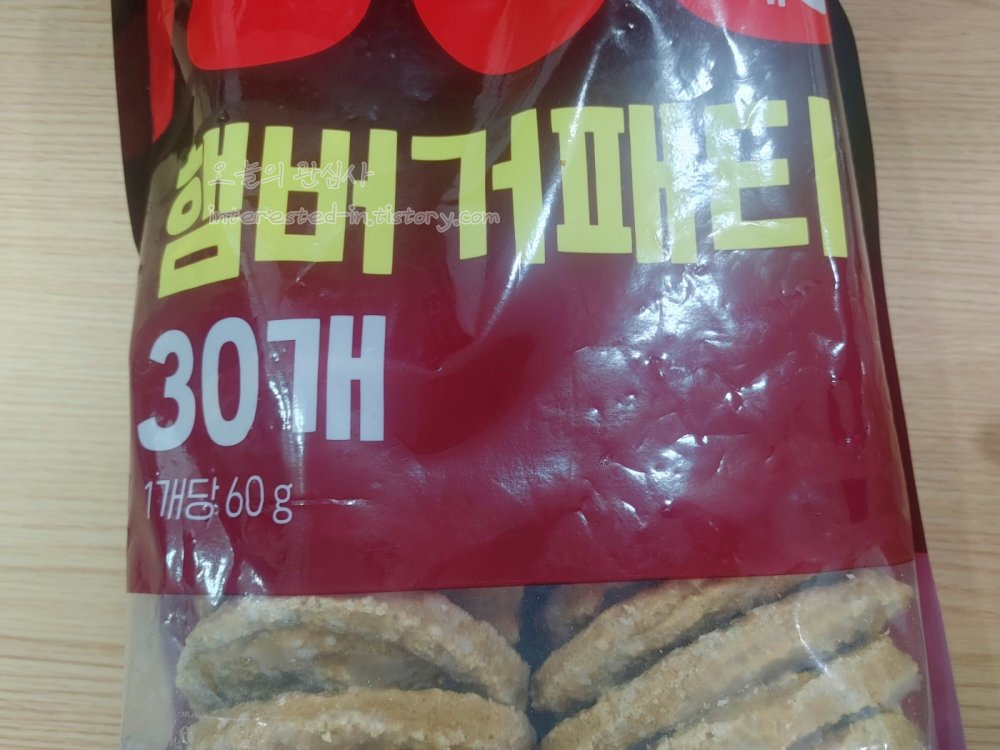 햄버거패티
오늘의 관심사
interested-in.tistory.com
30개
1개당 60 g